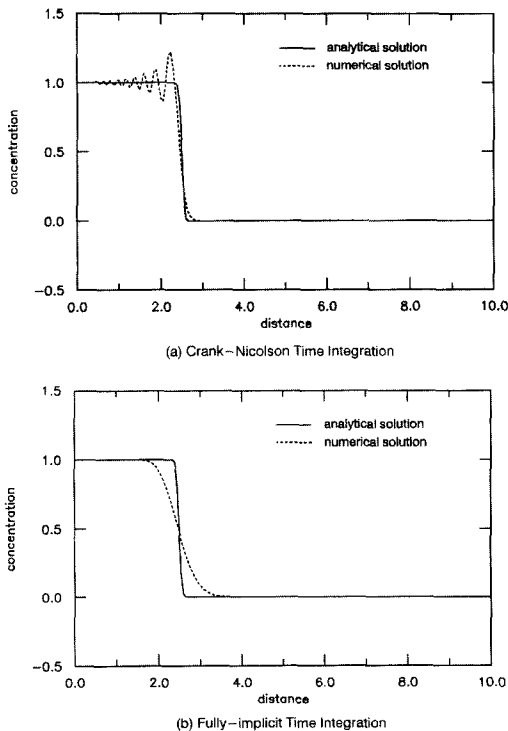 1.5
analytical solution
numerical solution
1.0
concentration
0.5
0.0
-0.5
0.0 2.0 4.0 6.0 8.0 10.0
distance
(a) Crank-Nicolson Time Integration
1.5
analytical solution
numerical solution
1.0
concentration
0.5
0.0
-0.5
0.0 2.0 4.0 6.0 8.0 10.0
distance
(b) Fully-implicit Time Integration